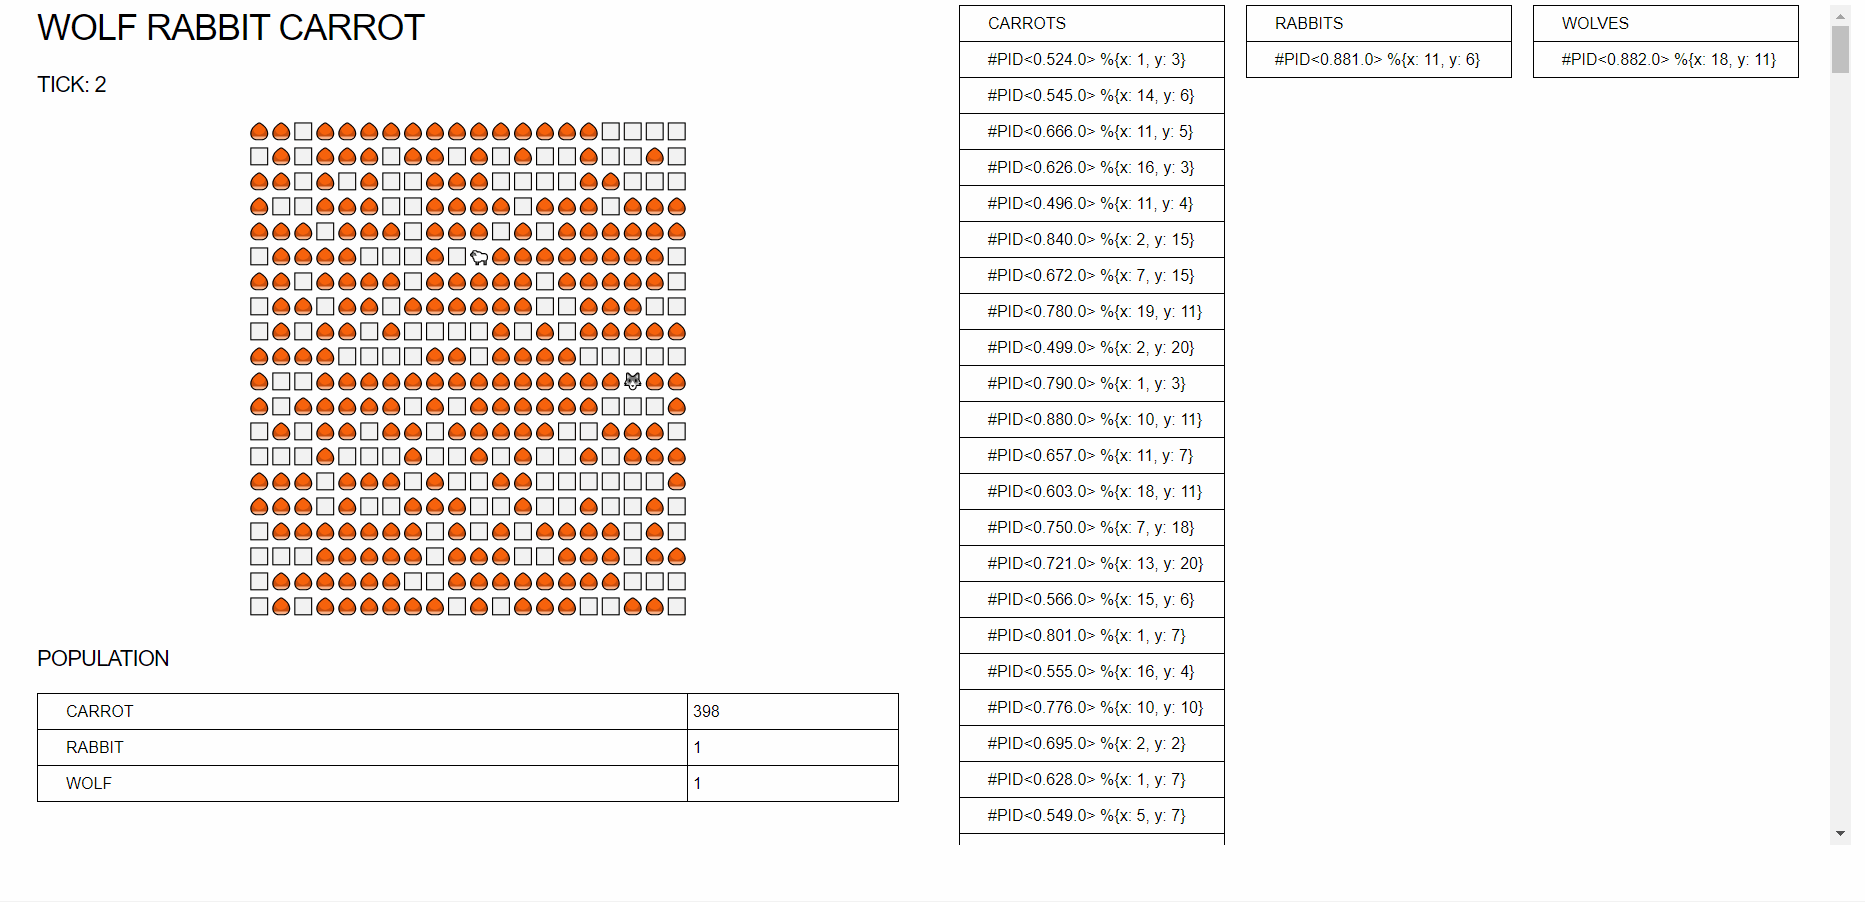 WOLF RABBIT CARROT
TICK: 2
POPULATION
CARROT 398
RABBIT 1
WOLF 1
CARROTS
#PID<0.524.0> %{x: 1, y: 3}
#PID<0.545.0> %{x: 14, y: 6}
#PID<0.666.0> %{x: 11, y: 5}
#PID<0.626.0> %{x: 16, y: 3}
#PID<0.496.0> %{x: 11, y: 4}
#PID<0.840.0> %{x: 2, y: 15}
#PID<0.672.0> %{x: 7, y: 15}
#PID<0.780.0> %{x: 19, y: 11}
#PID<0.499.0> %{x: 2, y: 20}
#PID<0.790.0> %{x: 1, y: 3}
#PID<0.880.0> %{x: 10, y: 11}
#PID<0.657.0> %{x: 11, y: 7}
#PID<0.603.0> %{x: 18, y: 11}
#PID<0.750.0> %{x: 7, y: 18}
#PID<0.721.0> %{x: 13, y: 20}
#PID<0.566.0> %{x: 15, y: 6}
#PID<0.801.0> %{x: 1, y: 7}
#PID<0.555.0> %{x: 16, y: 4}
#PID<0.776.0> %{x: 10, y: 10}
#PID<0.695.0> %{x: 2, y: 2}
#PID<0.628.0> %{x: 1, y: 7}
#PID<0.549.0> %{x: 5, y: 7}
RABBITS
#PID<0.881.0> %{x: 11, y: 6}
WOLVES
#PID<0.882.0> %{x: 18, y: 11}